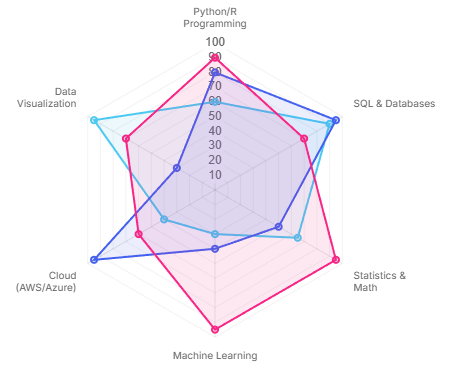 Python/R
Programming
100
90
80
70
60
50
40
30
20
10
Data
Visualization
SQL & Databases
Cloud
(AWS/Azure)
Statistics &
Math
Machine Learning